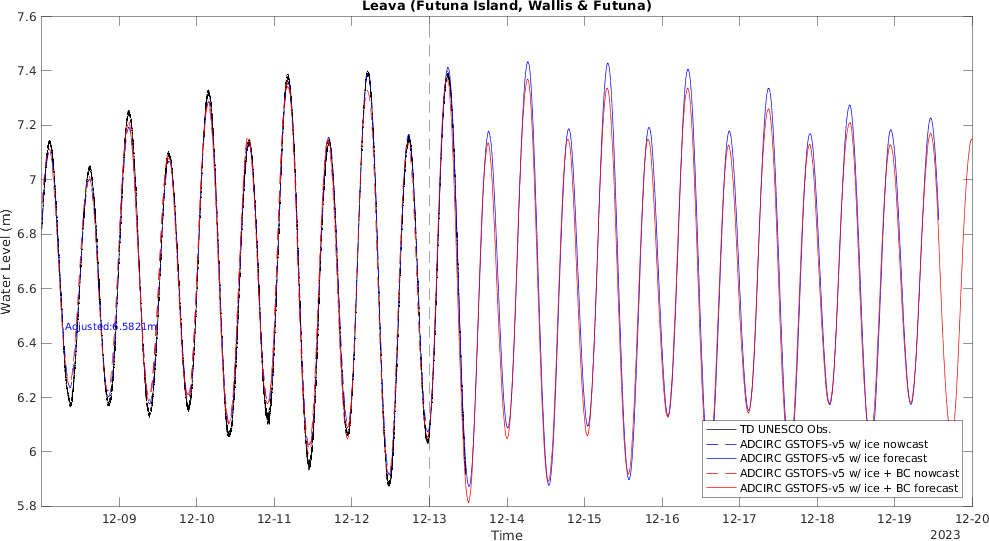 Leava (Futuna Island, Wallis & Futuna)
7.6
7.4
7.2
7
6.8
6.6
6.4
6.2
6
5.8
Water Level (m)
Adjusted:6.5821m
TD UNESCO Obs.
ADCIRC GSTOFS-v5 w/ ice nowcast
ADCIRC GSTOFS-v5 w/ ice forecast
ADCIRC GSTOFS-v5 w/ ice + BC nowcast
ADCIRC GSTOFS-v5 w/ ice + BC forecast
12-09 12-10 12-11 12-12 12-13 12-14 12-15 12-16 12-17 12-18 12-19 12-20
Time
2023